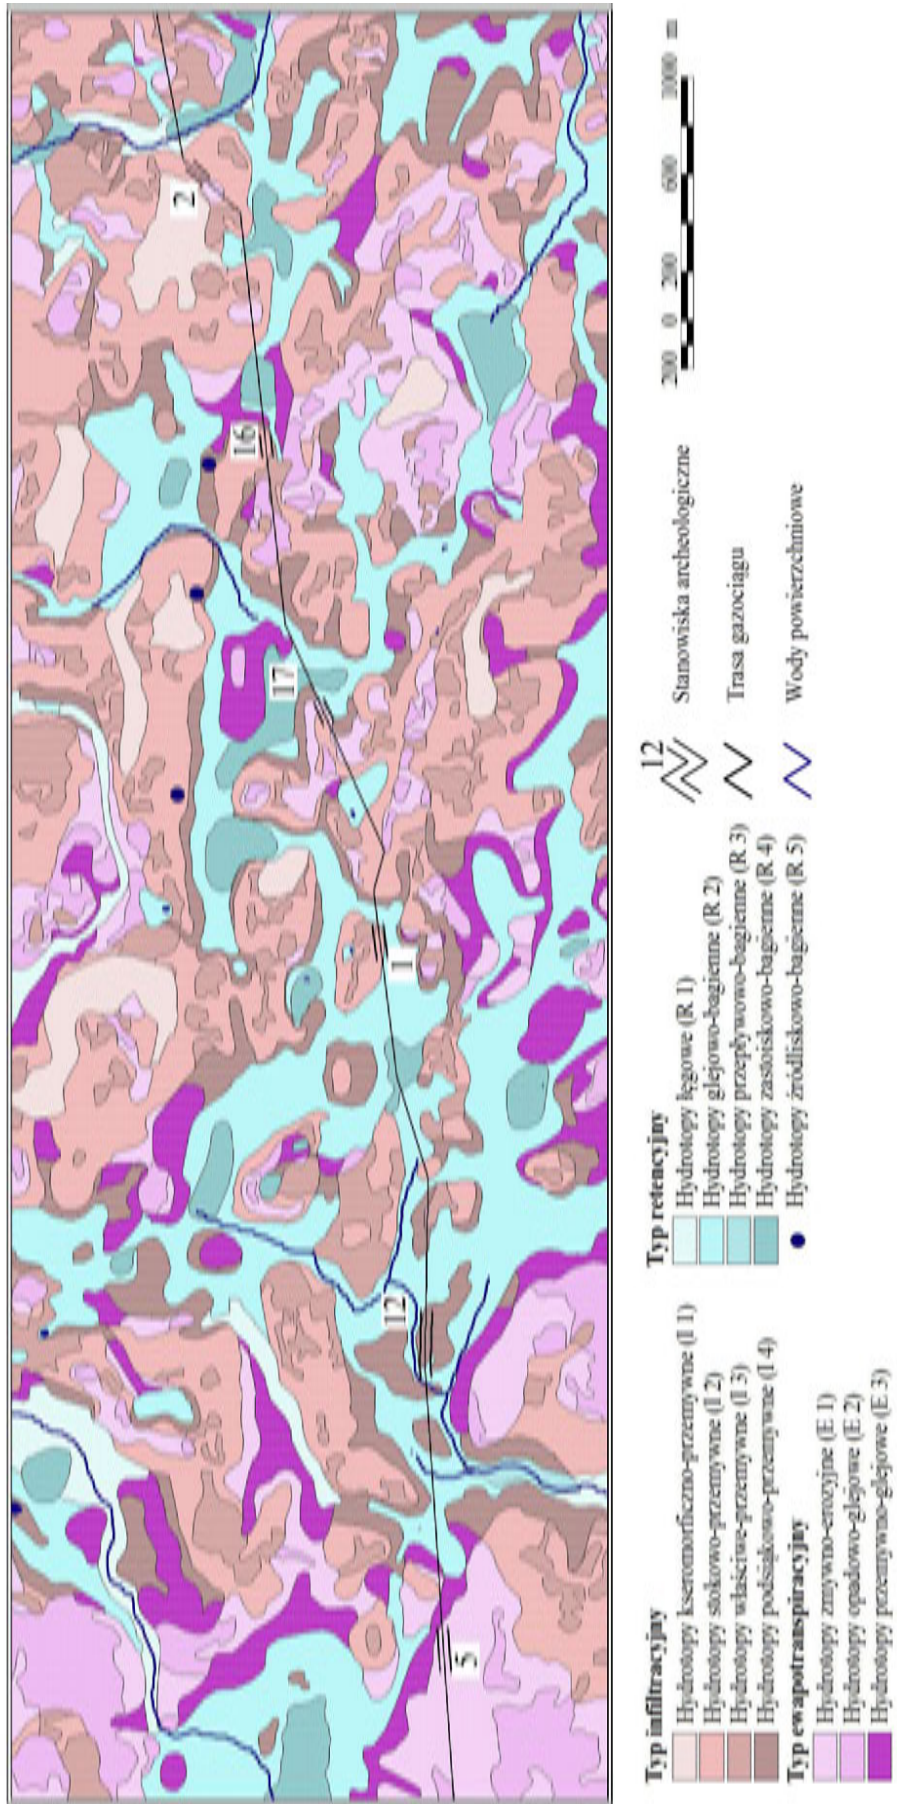 2
16
17
1
12
5
Typ infiltracyjny
Hydrotopy kseromorficzno-przemywne (I 1)
Hydrotopy stokowo-przemywne (I 2)
Hydrotopy właściwe-przemywne (I 3)
Hydrotopy podsiąkowo-przemywne (I 4)
Typ ewapotranspiracyjny
Hydrotopy zmywno-erozyjne (E 1)
Hydrotopy opadowo-glejowe (E 2)
Hydrotopy przemywno-glejowe (E 3)
Typ retencyjny
Hydrotopy łęgowe (R 1)
Hydrotopy glejowo-bagienne (R 2)
Hydrotopy przepływowo-bagienne (R 3)
Hydrotopy zastoiskowo-bagienne (R 4)
Hydrotopy źródliskowo-bagienne (R 5)
12
Stanowiska archeologiczne
Trasa gazociągu
Wody powierzchniowe
200 0 200 600 1000 m